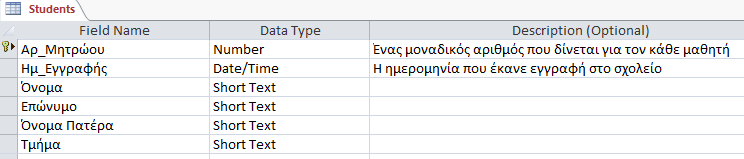 Students
Field Name Data Type Description (Optional)
Αρ_Μητρώου Number Ένας μοναδικός αριθμός που δίνεται για τον κάθε μαθητή
Ημ_Εγγραφής Date/Time Η ημερομηνία που έκανε εγγραφή στο σχολείο
Όνομα Short Text
Επώνυμο Short Text
Όνομα Πατέρα Short Text
Τμήμα Short Text